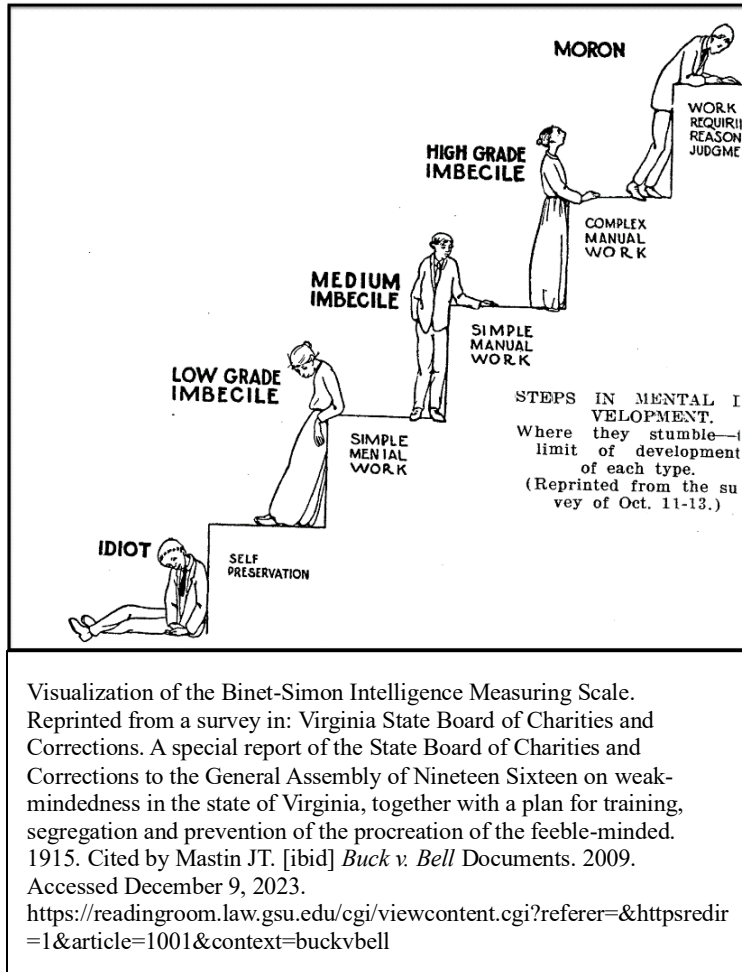 MORON
WORK
REASON
HIGH GRADE
IMBECILE
COMPLEX
MANUAL
WORK
MEDIUM
IMBECILE
SIMPLE
MANUAL
WORK
LOW GRADE
IMBECILE
SIMPLE
MENIAL
WORK
STEPS IN MENTAL
VELOPMENT.
Where they stumble—
limit of development
of each type.
(Reprinted from the su
vey of Oct. 11-13.)
IDIOT
SELF
PRESERVATION
Visualization of the Binet-Simon Intelligence Measuring Scale.
Reprinted from a survey in: Virginia State Board of Charities and
Corrections. A special report of the State Board of Charities and
Corrections to the General Assembly of Nineteen Sixteen on weak-
mindedness in the state of Virginia, together with a plan for training,
segregation and prevention of the procreation of the feeble-minded.
1915. Cited by Mastin JT. [ibid] Buck v. Bell Documents. 2009.
Accessed December 9, 2023.
https://readingroom.law.gsu.edu/cgi/viewcontent.cgi?referer=&httpsredir
=1&article=1001&context=buckvbell